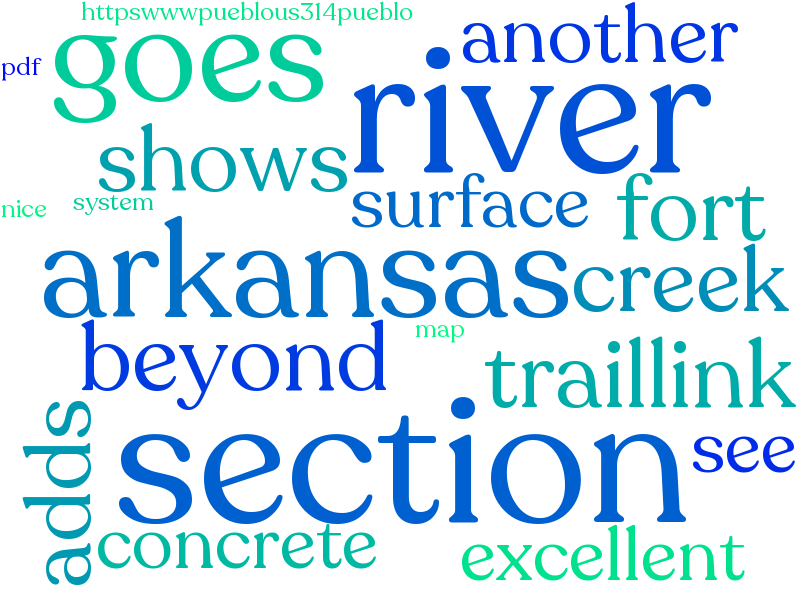 httpswwwpueblous314pueblo
another
pdf
goes
river
shows
surface
fort
nice
system
arkansas
creek
map
beyond
traillink
adds
section
see
concrete
excellent